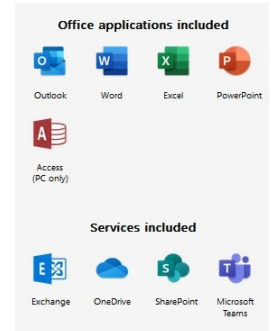 Office applications included
Outlook Word Excel PowerPoint
Access
(PC only)
Services included
Exchange OneDrive SharePoint Microsoft
Teams